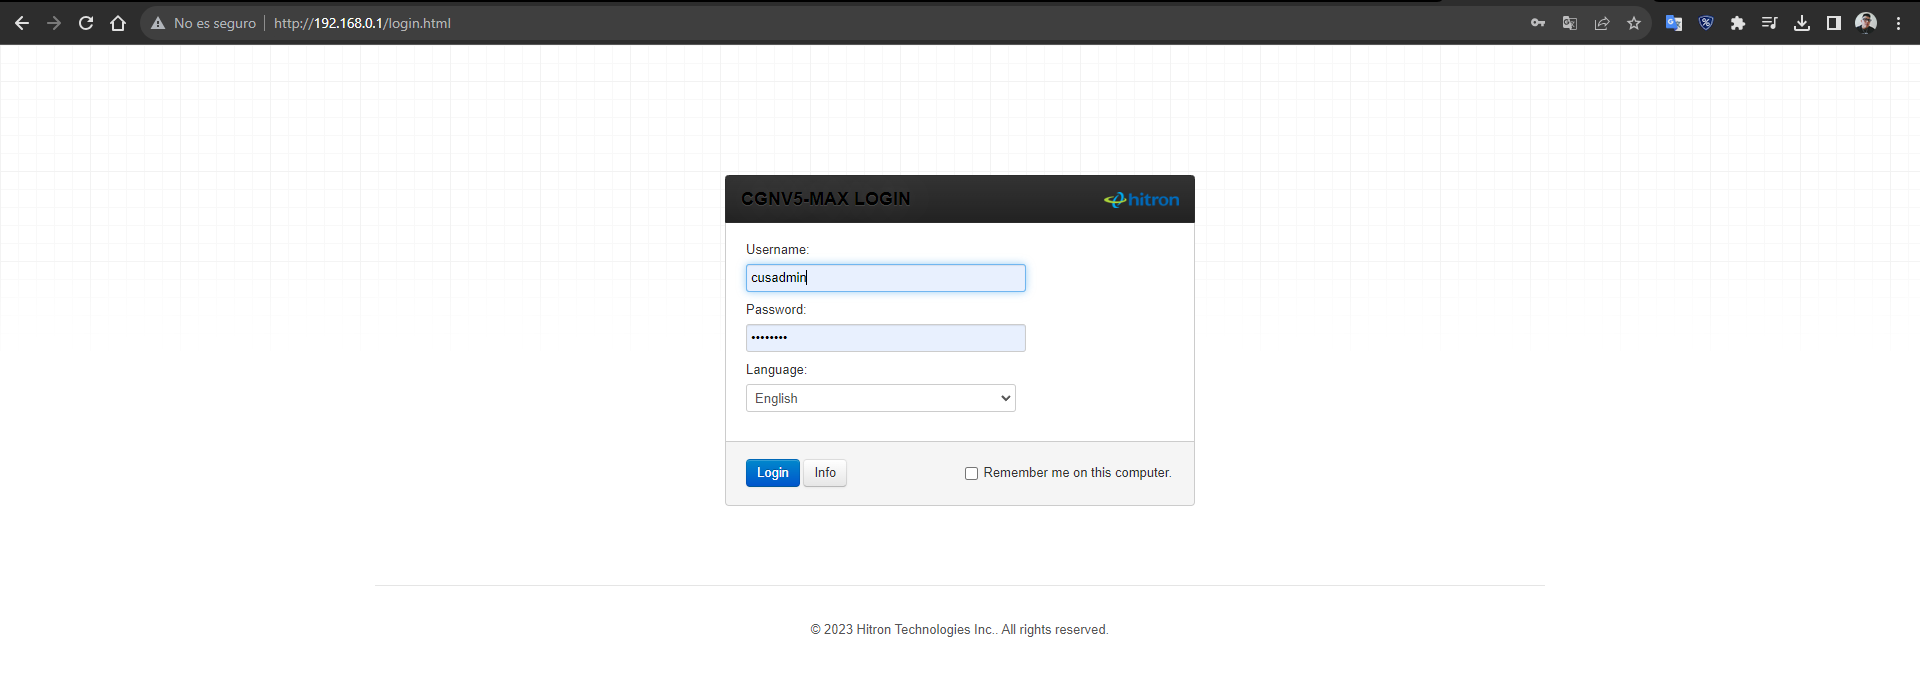 No es seguro http://192.168.0.1/login.html
CGNV5-MAX LOGIN hitron
Username:
cusadmin
Password:
••••••••
Language:
English
Login Info Remember me on this computer.
© 2023 Hitron Technologies Inc.. All rights reserved.